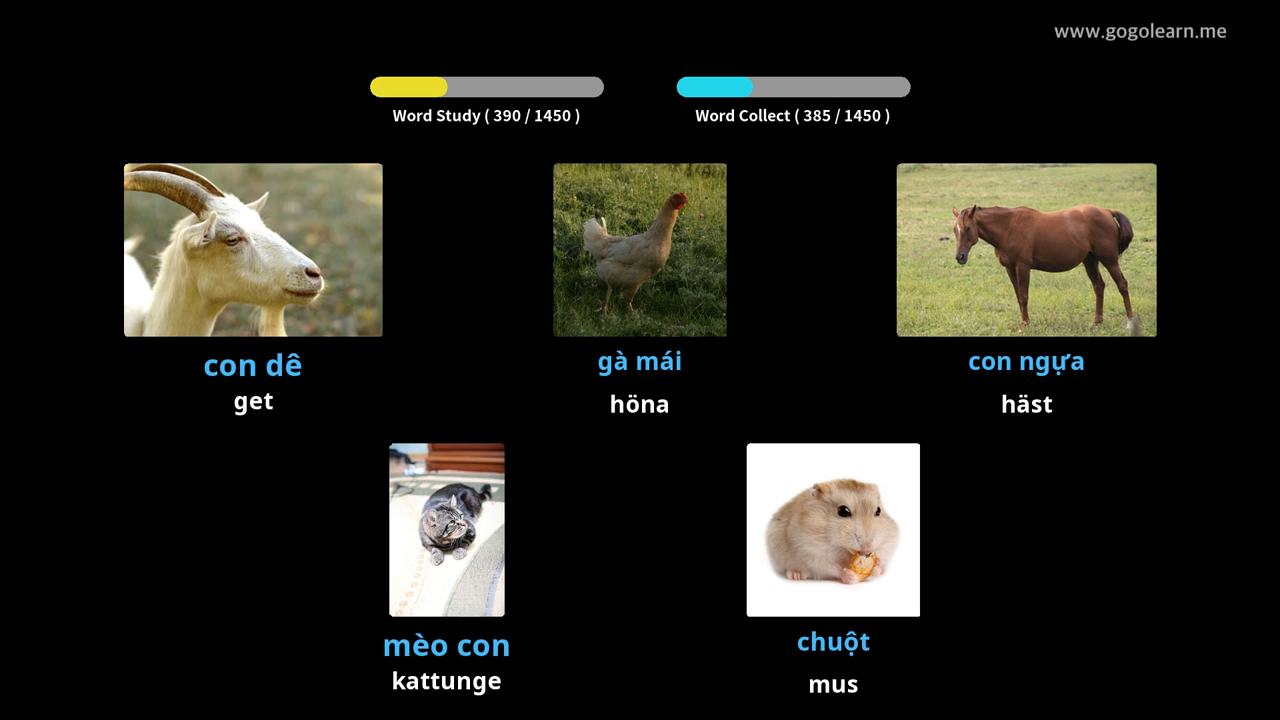 www.gogolearn.me
Word Study ( 390 / 1450 )
Word Collect ( 385 / 1450 )
con dê
get
gà mái
höna
con ngựa
häst
mèo con
kattunge
chuột
mus